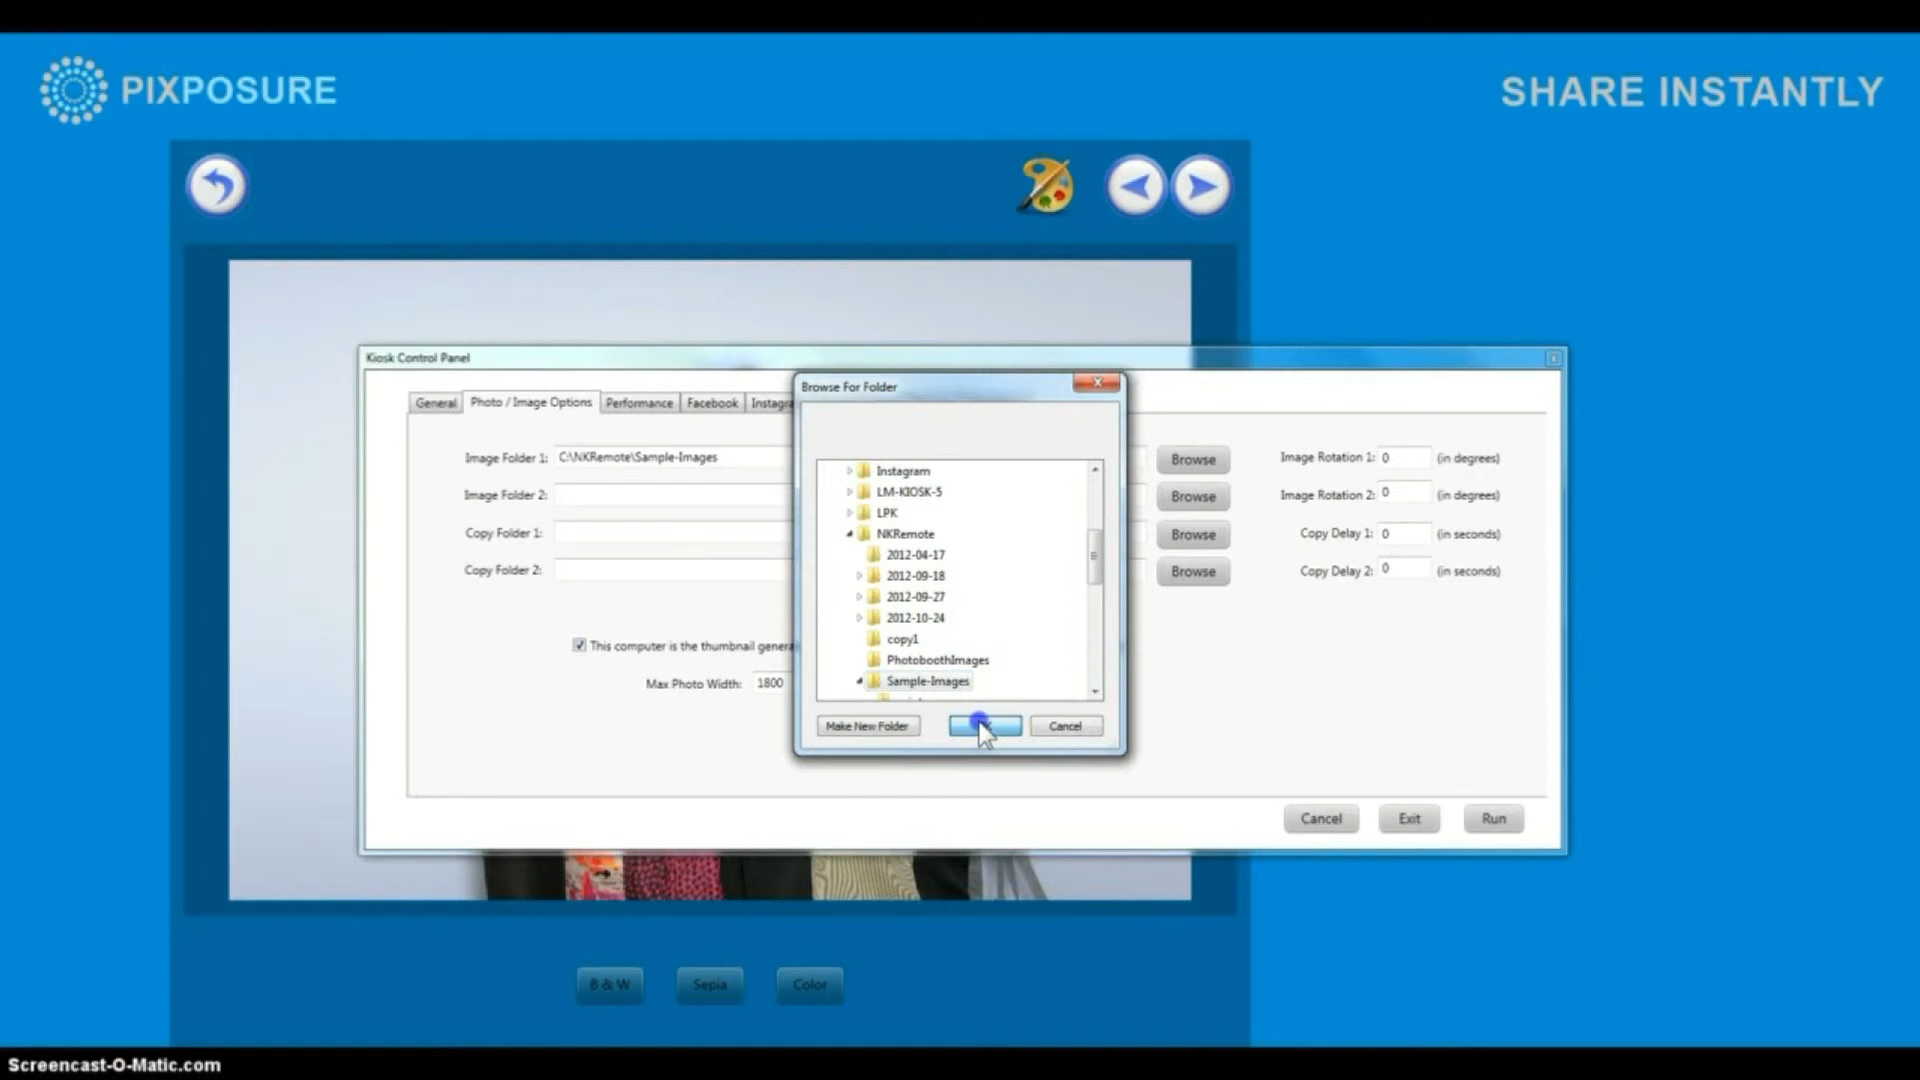 PIXPOSURE
SHARE INSTANTLY
Kiosk Control Panel
General
Photo / Image Options
Performance
Facebook
Browse For Folder
Image Folder 1: C:\NKRemote\Sample-Images
Browse
Image Rotation 1: 0 (in degrees)
Image Folder 2:
Browse
Image Rotation 2: 0 (in degrees)
Copy Folder 1:
Browse
Copy Delay 1: 0 (in seconds)
Copy Folder 2:
Browse
Copy Delay 2: 0 (in seconds)
This computer is the thumbnail
Max Photo Width: 1800
Instagram
LM-KIOSK-5
LPK
NKRemote
2012-04-17
2012-09-18
2012-09-27
2012-10-24
copy1
PhotoboothImages
Sample-Images
Make New Folder
Cancel
Cancel
Exit
Run
B & W
Sepia
Color
Screencast-O-Matic.com